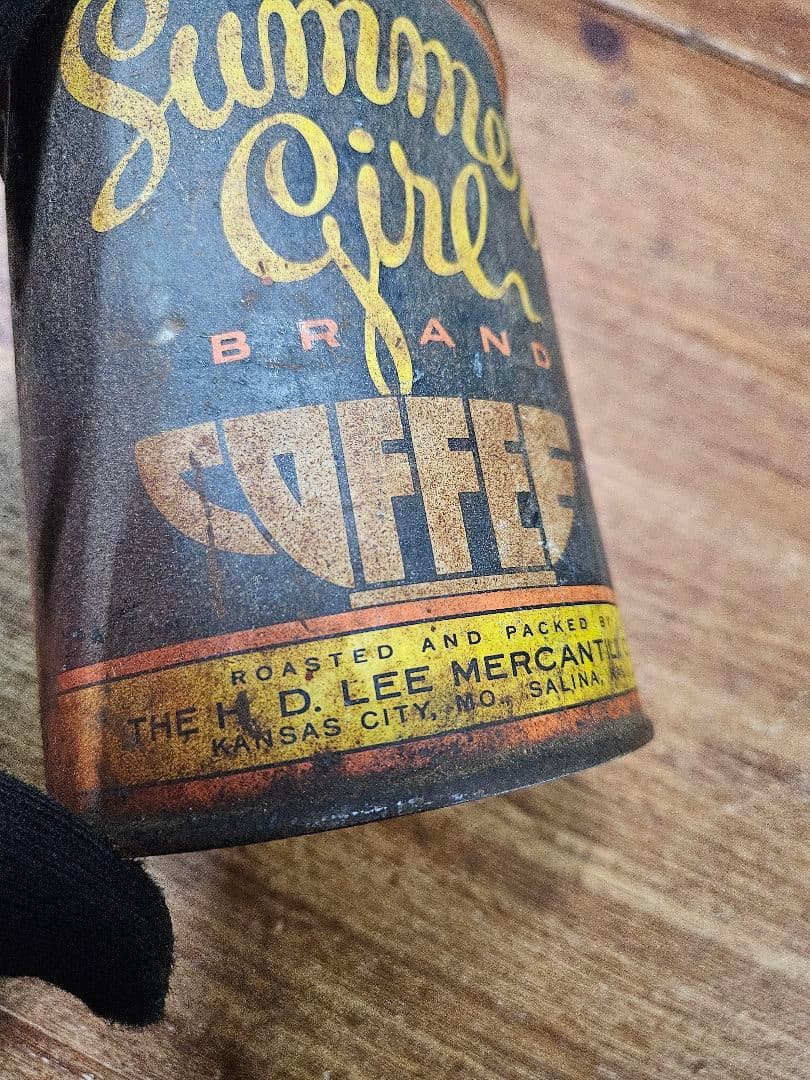 Summer
Girl
BRAND
COFFEE
ROASTED AND PACKED BY
THE H. D. LEE MERCANTILE
KANSAS CITY, MO., SALINA,